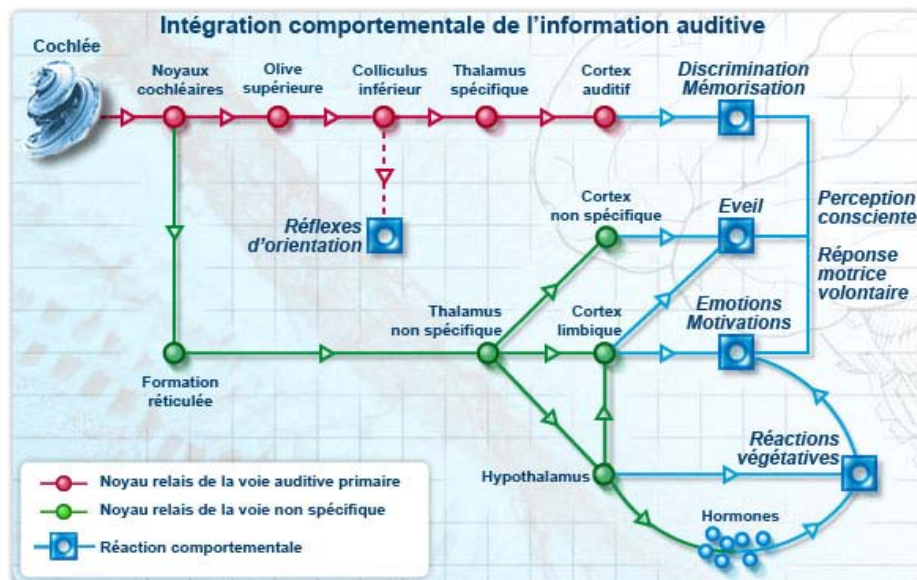 Intégration comportementale de l'information auditive
Cochlée
Noyaux
cochléaires
Olive
supérieure
Colliculus
inférieur
Thalamus
spécifique
Cortex
auditif
Discrimination
Mémorisation
Réflexes
d'orientation
Cortex
non spécifique
Eveil
Perception
consciente
Réponse
motrice
volontaire
Thalamus
non spécifique
Cortex
limbique
Emotions
Motivations
Formation
réticulée
Hypothalamus
Réactions
végétatives
Hormones
Noyau relais de la voie auditive primaire
Noyau relais de la voie non spécifique
Réaction comportementale